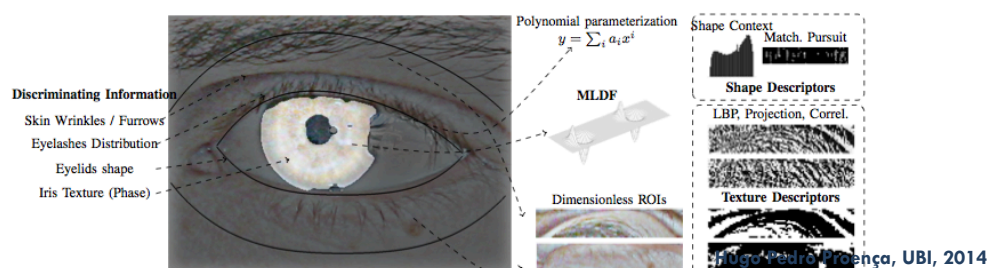 Discriminating Information
Skin Wrinkles / Furrows
Eyelashes Distribution
Eyelids shape
Iris Texture (Phase)
Polynomial parameterization
y = ∑ᵢ aᵢxⁱ
MLDF
Dimensionless ROIs
Shape Context
Match. Pursuit
Shape Descriptors
LBP, Projection, Correl.
Texture Descriptors
Hugo Pedro Proença, UBI, 2014